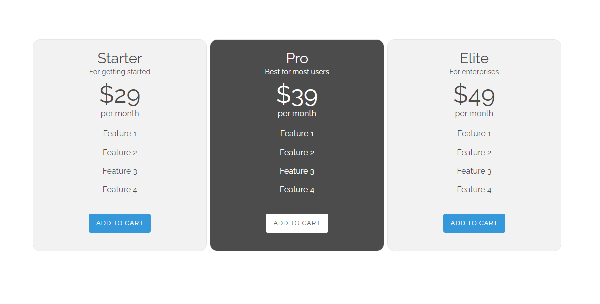 Starter
For getting started
$29
per month
Feature 1
Feature 2
Feature 3
Feature 4
ADD TO CART
Pro
Best for most users
$39
per month
Feature 1
Feature 2
Feature 3
Feature 4
ADD TO CART
Elite
For enterprises
$49
per month
Feature 1
Feature 2
Feature 3
Feature 4
ADD TO CART